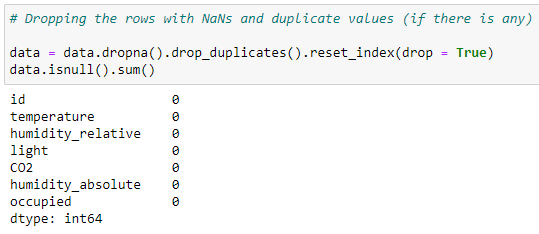 # Dropping the rows with NaNs and duplicate values (if there is any)
data = data.dropna().drop_duplicates().reset_index(drop = True)
data.isnull().sum()
id 0
temperature 0
humidity_relative 0
light 0
CO2 0
humidity_absolute 0
occupied 0
dtype: int64